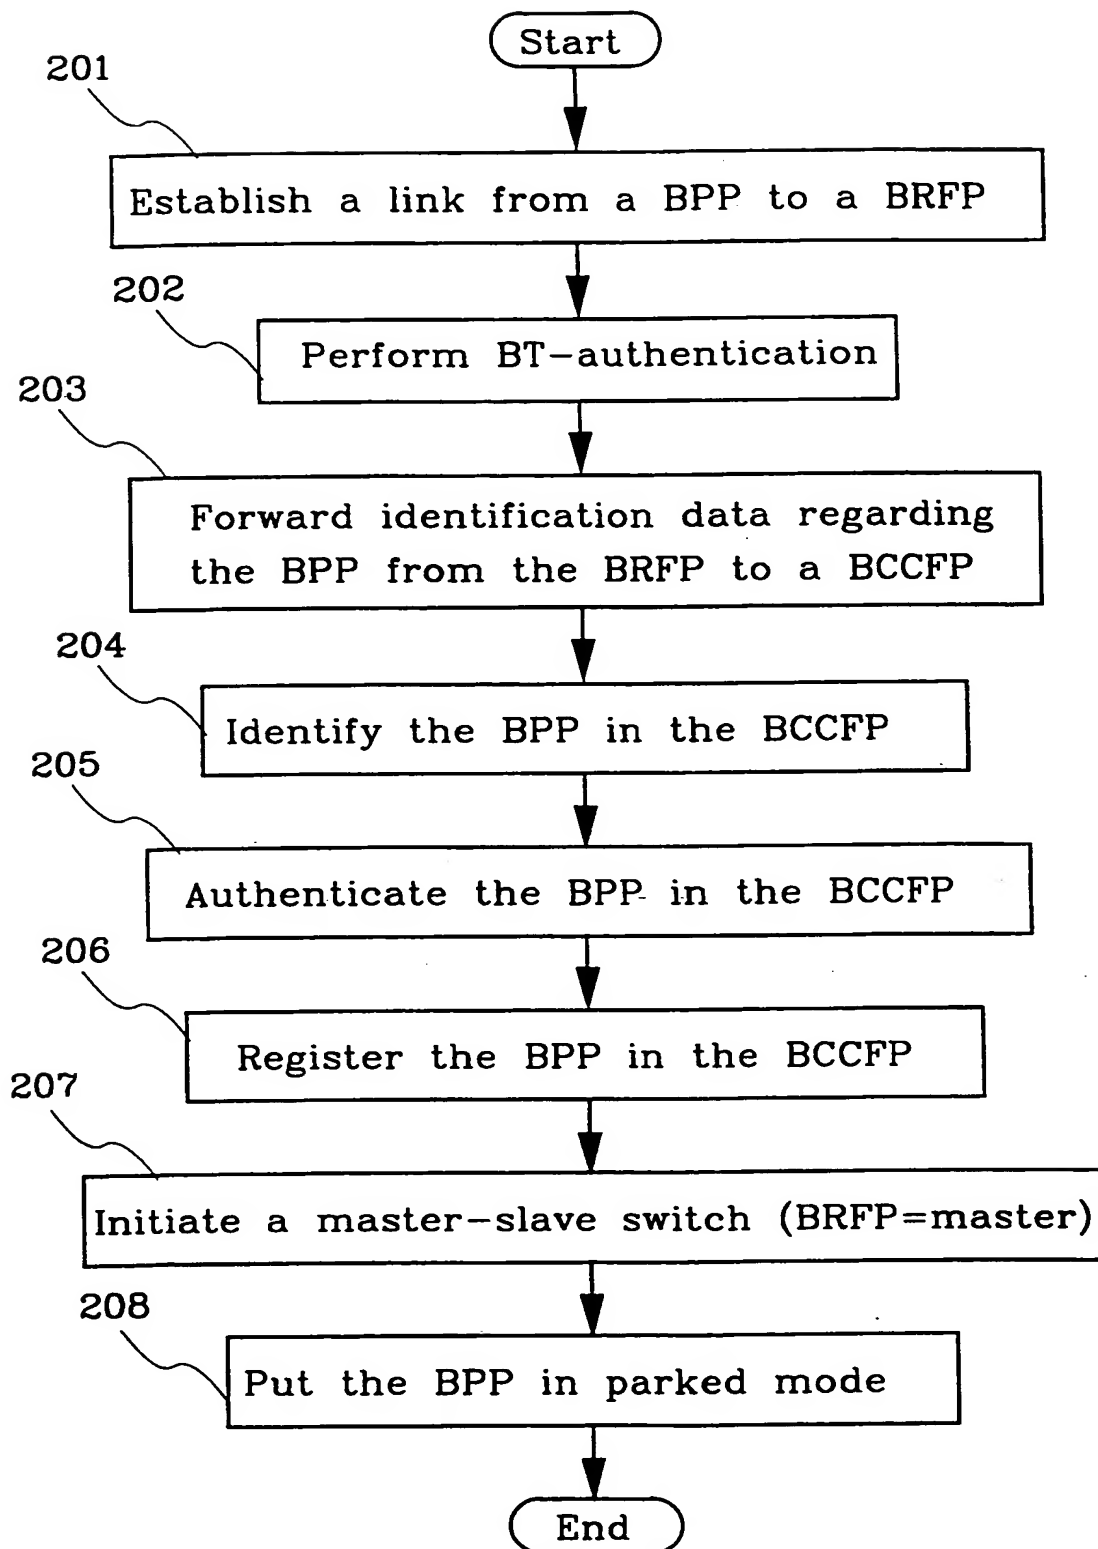 Start
201
Establish a link from a BPP to a BRFP
202
Perform BT-authentication
203
Forward identification data regarding
the BPP from the BRFP to a BCCFP
204
Identify the BPP in the BCCFP
205
Authenticate the BPP in the BCCFP
206
Register the BPP in the BCCFP
207
Initiate a master-slave switch (BRFP=master)
208
Put the BPP in parked mode
End